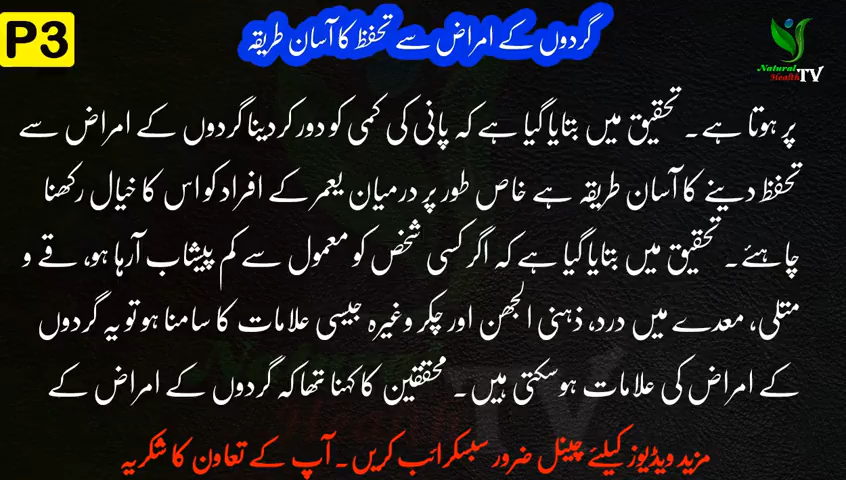 P3
گردوں کے امراض سے تحفظ کا آسان طریقہ
Natural
Health TV
پر ہوتا ہے۔ تحقیق میں بتایا گیا ہے کہ پانی کی کمی کو دور کر دینا گردوں کے امراض سے
تحفظ دینے کا آسان طریقہ ہے خاص طور پر درمیان یعمر کے افراد کو اس کا خیال رکھنا
چاہئے۔ تحقیق میں بتایا گیا ہے کہ اگر کسی شخص کو معمول سے کم پیشاب آرہا ہو، قے و
متلی، معدے میں درد، ذہنی الجھن اور چکر وغیرہ جیسی علامات کا سامنا ہو تو یہ گردوں
کے امراض کی علامات ہوسکتی ہیں۔ محققین کا کہنا تھا کہ گردوں کے امراض کے
مزید ویڈیوز کیلئے چینل ضرور سبسکرائب کریں۔ آپ کے تعاون کا شکریہ